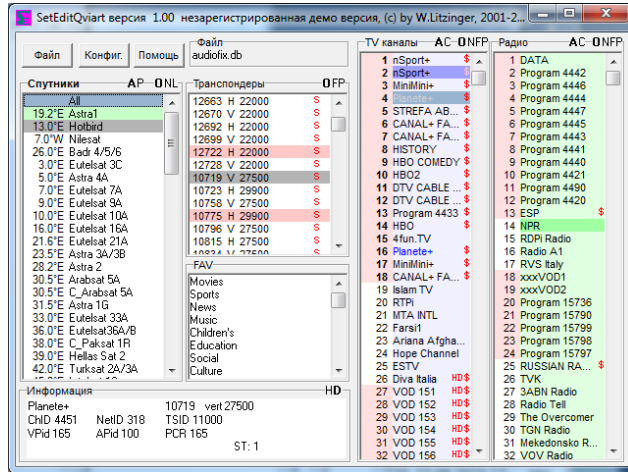 SetEditQviart версия 1.00 незарегистрированная демо версия, (c) by W.Litzinger, 2001-2...
Файл
Конфиг.
Помощь
Файл
audiofix.db
Спутники A P O N L
All
19.2°E Astra1
13.0°E Hotbird
7.0°W Nilesat
26.0°E Badr 4/5/6
3.0°E Eutelsat 3C
5.0°E Astra 4A
7.0°E Eutelsat 7A
9.0°E Eutelsat 9A
10.0°E Eutelsat 10A
16.0°E Eutelsat 16A
21.6°E Eutelsat 21A
23.5°E Astra 3A/3B
28.2°E Astra 2
30.5°E Arabsat 5A
30.5°E C_Arabsat 5A
31.5°E Astra 1G
33.0°E Eutelsat 33A
36.0°E Eutelsat36A/B
38.0°E C_Paksat 1R
39.0°E Hellas Sat 2
42.0°E Turksat 2A/3A
Транспондеры O F P
12663 H 22000 S
12670 V 22000 S
12692 H 22000 S
12699 V 22000 S
12722 H 22000 S
12728 V 22000 S
10719 V 27500 S
10723 H 29900 S
10758 V 27500 S
10775 H 29900 S
10796 V 27500 S
10815 H 27500 S
10834 V 27500 S
FAV
Movies
Sports
News
Music
Children's
Education
Social
Culture
TV каналы A C O N F P
1 nSport+ $
2 nSport+ $
3 MiniMini+ $
4 Planete+ $
5 STREFA AB... $
6 CANAL+ FA... $
7 CANAL+ FA... $
8 HISTORY $
9 HBO COMEDY $
10 HBO2 $
11 DTV CABLE ... $
12 DTV CABLE ... $
13 Program 4433 $
14 HBO $
15 4fun.TV
16 Planete+ $
17 MiniMini+ $
18 CANAL+ FA... $
19 Islam TV
20 RTPi
21 MTA INTL
22 Farsi1
23 Ariana Afgha...
24 Hope Channel
25 ESTV
26 Diva Italia HD$
27 VOD 151 HD$
28 VOD 152 HD$
29 VOD 153 HD$
30 VOD 154 HD$
31 VOD 155 HD$
32 VOD 156 HD$
Радио A C O N F P
1 DATA
2 Program 4442
3 Program 4446
4 Program 4444
5 Program 4447
6 Program 4445
7 Program 4443
8 Program 4441
9 Program 4440
10 Program 4421
11 Program 4490
12 Program 4420
13 ESP $
14 NPR
15 RDPi Radio
16 Radio A1
17 RVS Italy
18 xxxVOD1
19 xxxVOD2
20 Program 15736
21 Program 15790
22 Program 15799
23 Program 15798
24 Program 15797
25 RUSSIAN RA... $
26 TVK
27 3ABN Radio
28 Radio Tell
29 The Overcomer
30 TGN Radio
31 Mekedonsko R...
32 VOV Radio
Информация HD
Planete+ 10719 vert 27500
ChID 4451 NetID 318 TSID 11000
VPid 165 APid 100 PCR 165
ST: 1